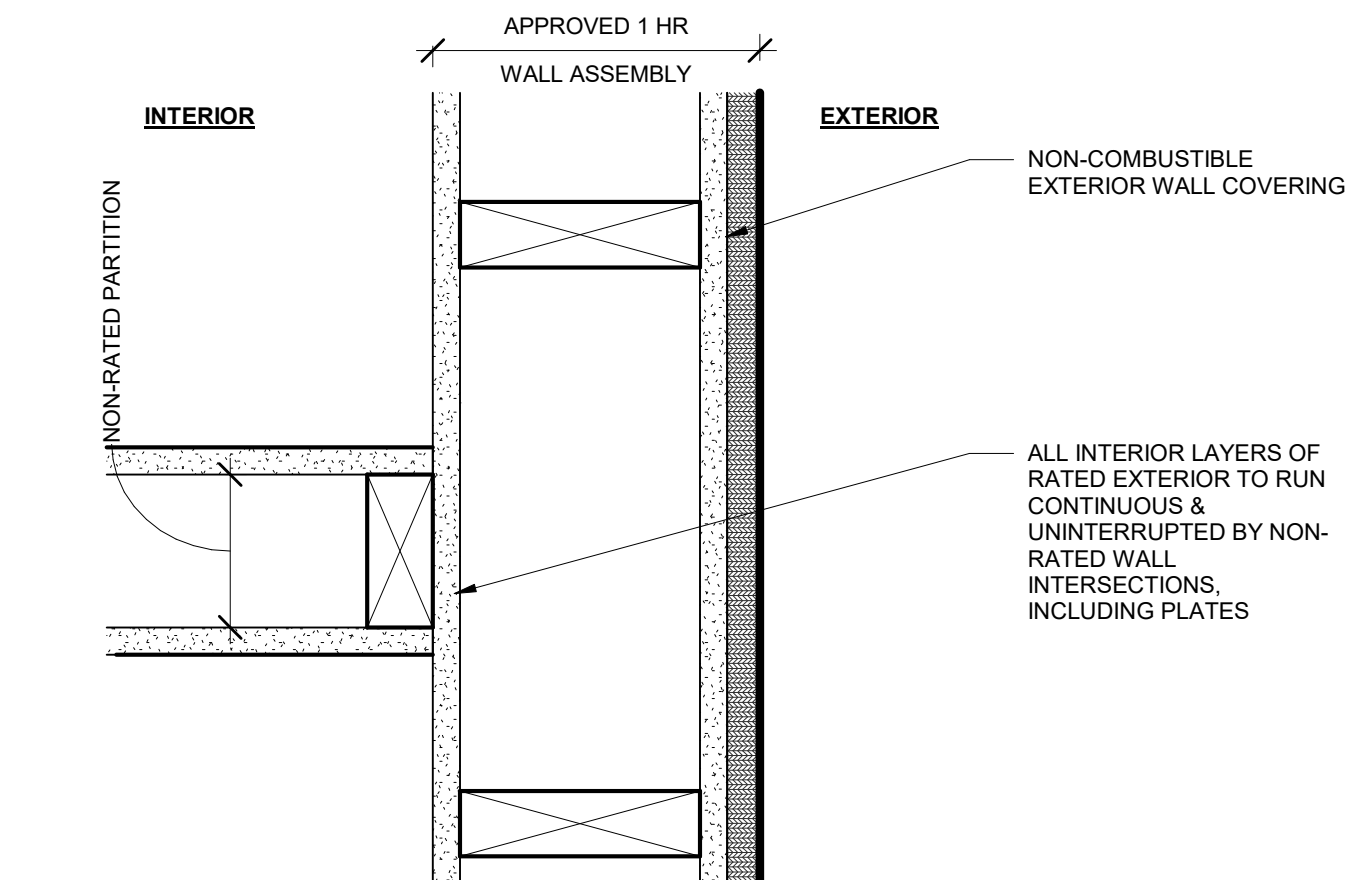 APPROVED 1 HR
WALL ASSEMBLY
INTERIOR
EXTERIOR
NON-COMBUSTIBLE
EXTERIOR WALL COVERING
NON-RATED PARTITION
ALL INTERIOR LAYERS OF
RATED EXTERIOR TO RUN
CONTINUOUS &
UNINTERRUPTED BY NON-
RATED WALL
INTERSECTIONS,
INCLUDING PLATES